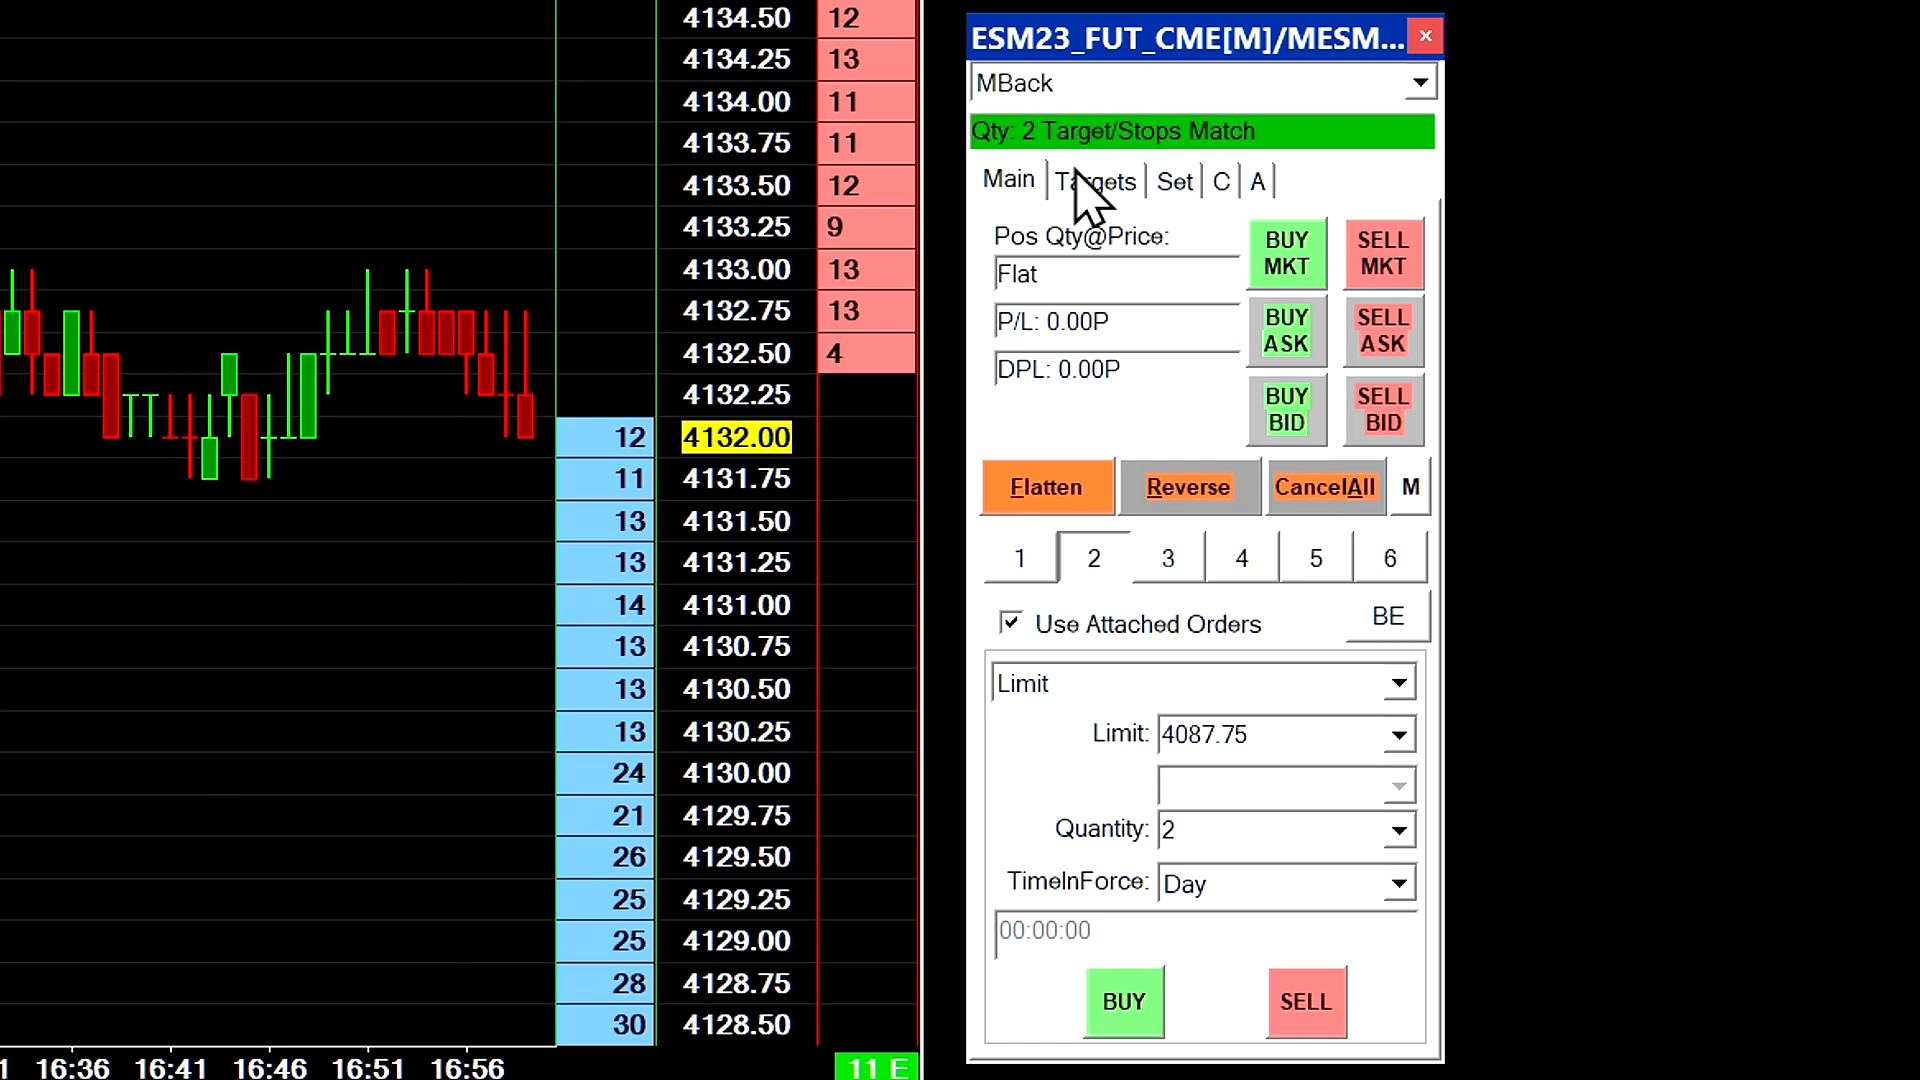 4134.50 12
4134.25 13
4134.00 11
4133.75 11
4133.50 12
4133.25 9
4133.00 13
4132.75 13
4132.50 4
4132.25
12 4132.00
11 4131.75
13 4131.50
13 4131.25
14 4131.00
13 4130.75
13 4130.50
13 4130.25
24 4130.00
21 4129.75
26 4129.50
25 4129.25
25 4129.00
28 4128.75
30 4128.50
1 16:36 16:41 16:46 16:51 16:56
11 E
ESM23_FUT_CME[M]/MESM...
MBack
Qty: 2 Target/Stops Match
Main Targets Set C A
Pos Qty@Price:
Flat
P/L: 0.00P
DPL: 0.00P
BUY MKT
SELL MKT
BUY ASK
SELL ASK
BUY BID
SELL BID
Flatten Reverse CancelAll M
1 2 3 4 5 6
Use Attached Orders BE
Limit
Limit: 4087.75
Quantity: 2
TimeInForce: Day
00:00:00
BUY SELL